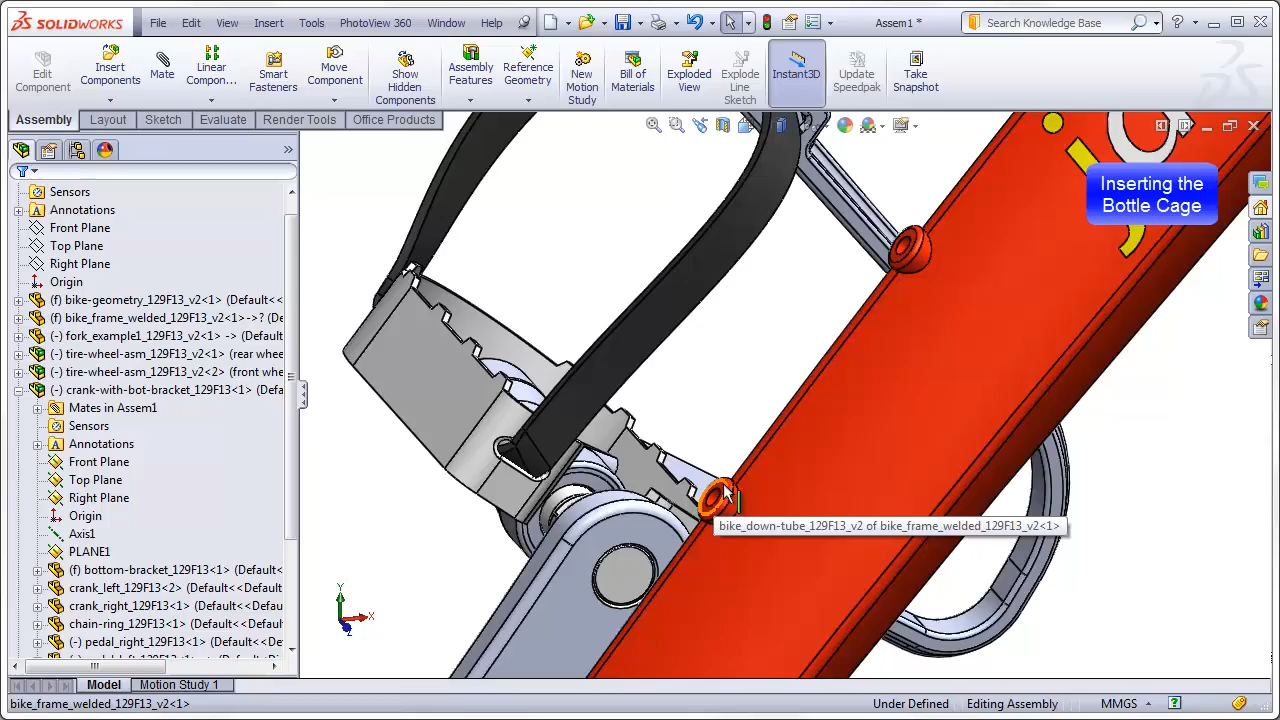 SOLIDWORKS File Edit View Insert Tools PhotoView 360 Window Help Assem1 * Search Knowledge Base ?
Edit Component
Insert Components
Mate
Linear Compon...
Smart Fasteners
Move Component
Show Hidden Components
Assembly Features
Reference Geometry
New Motion Study
Bill of Materials
Exploded View
Explode Line Sketch
Instant3D
Update Speedpak
Take Snapshot
Assembly Layout Sketch Evaluate Render Tools Office Products
Sensors
Annotations
Front Plane
Top Plane
Right Plane
Origin
(f) bike-geometry_129F13_v2<1> (Default<<
(f) bike_frame_welded_129F13_v2<1> ->? (De
(-) fork_example1_129F13_v2<1> -> (Default
(-) tire-wheel-asm_129F13_v2<1> (rear whee
(-) tire-wheel-asm_129F13_v2<2> (front whee
(-) crank-with-bot-bracket_129F13<1> (Defa
Mates in Assem1
Sensors
Annotations
Front Plane
Top Plane
Right Plane
Origin
Axis1
PLANE1
(f) bottom-bracket_129F13<1> (Default<
crank_left_129F13<2> (Default<<Default
crank_right_129F13<1> (Default<<Defaul
chain-ring_129F13<1> (Default<<Default
(-) pedal_right_129F13<1> (Default<<De
Inserting the
Bottle Cage
bike_down-tube_129F13_v2 of bike_frame_welded_129F13_v2<1>
Y
X
Z
Model Motion Study 1
bike_frame_welded_129F13_v2<1> Under Defined Editing Assembly MMGS ?